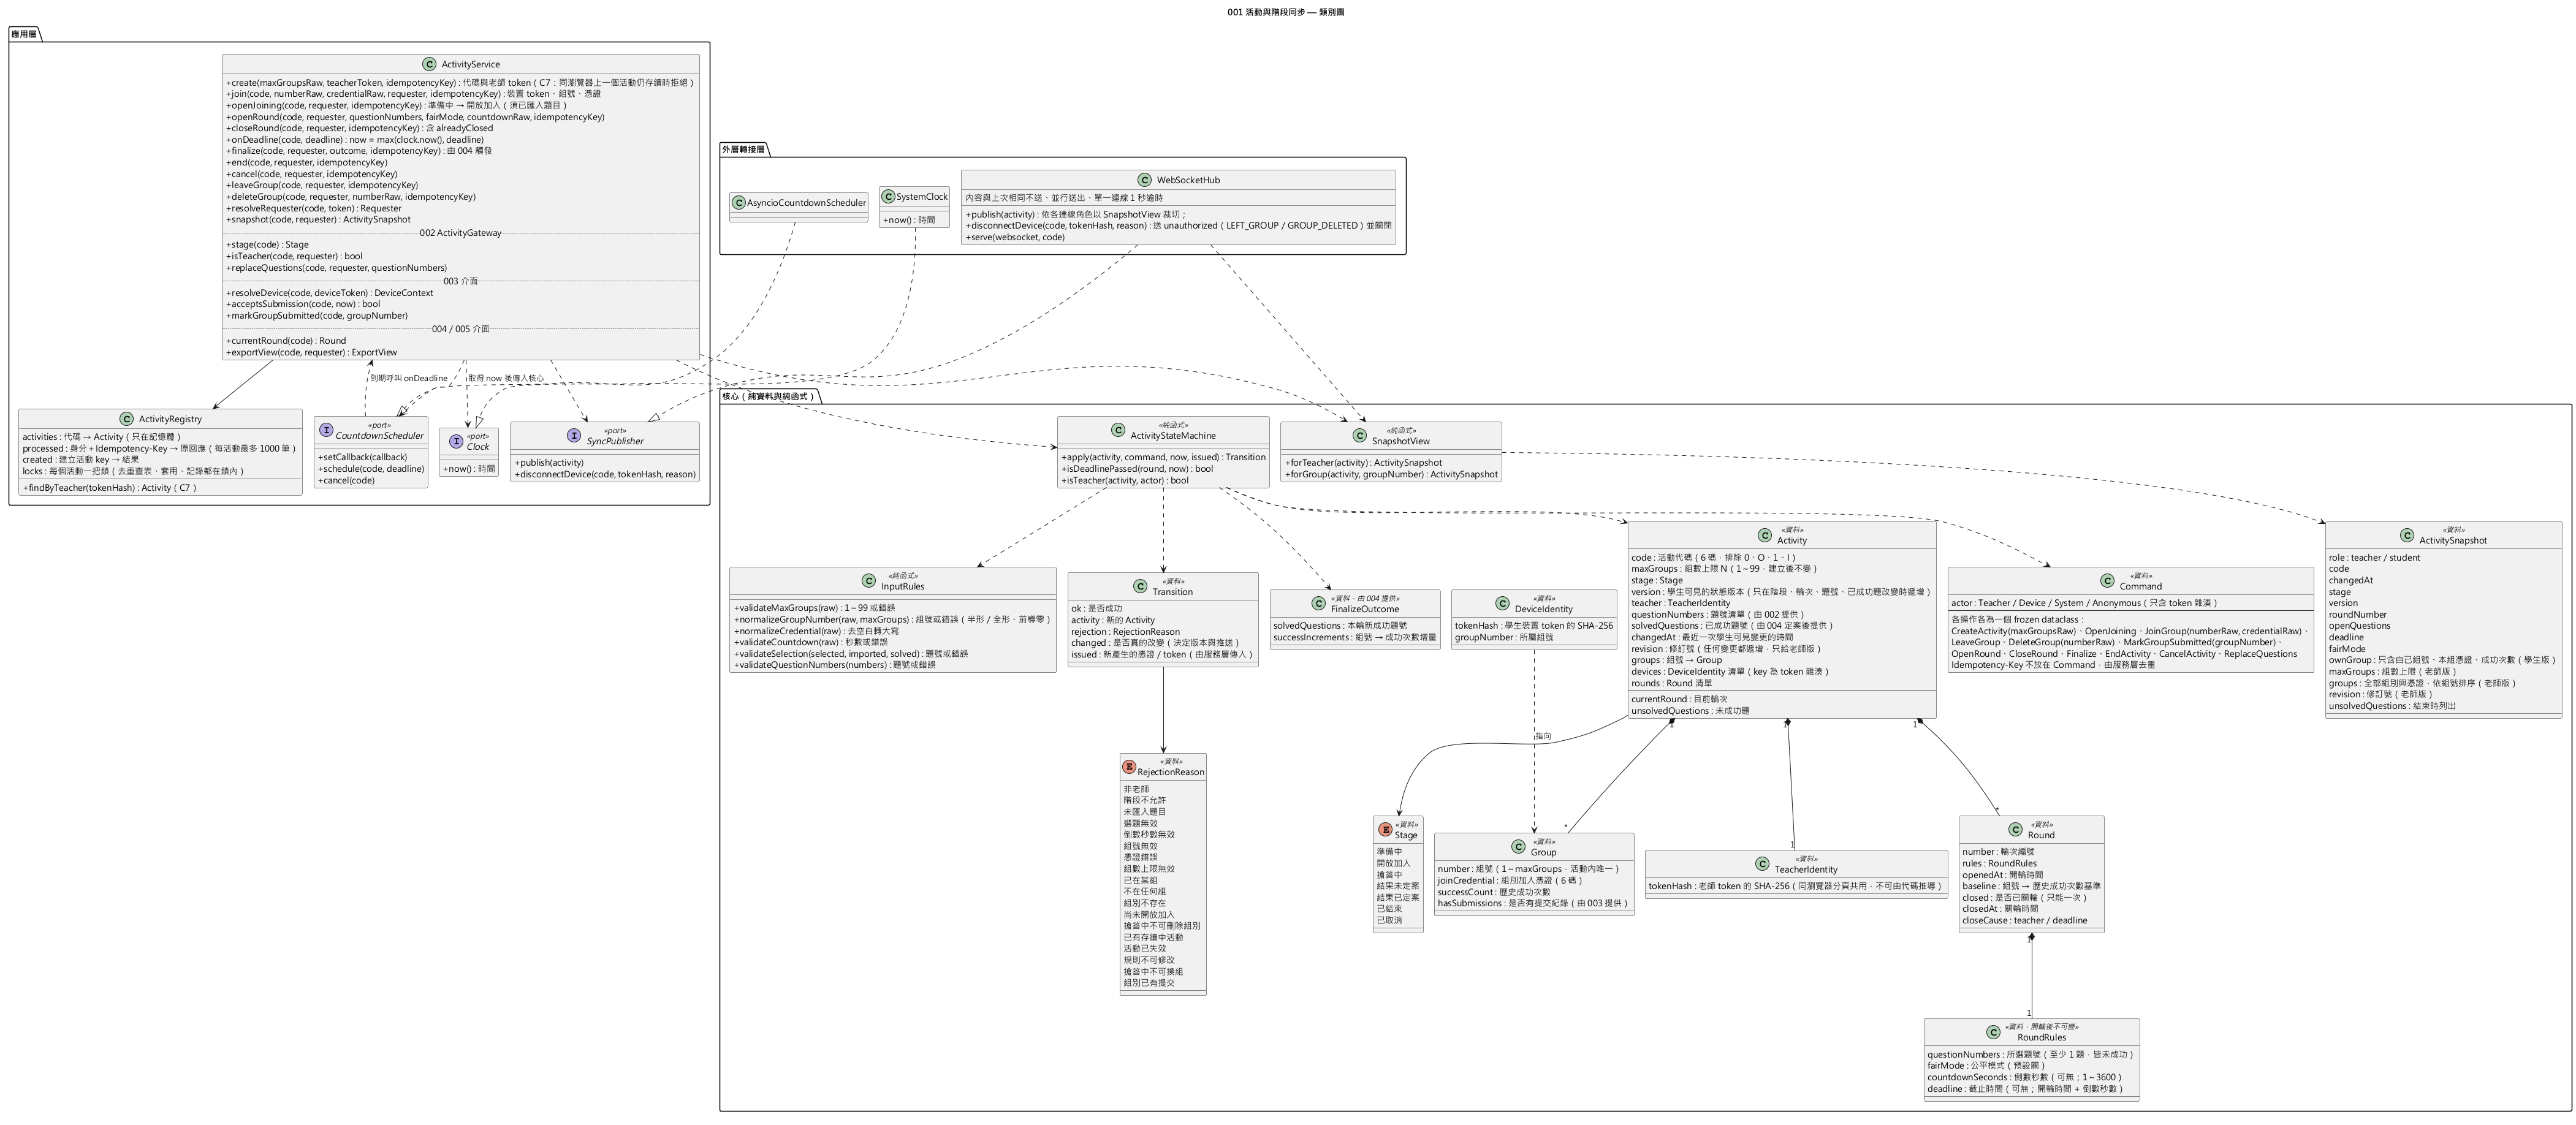 001 活動與階段同步 — 類別圖
應用層
ActivityService
+create(maxGroupsRaw, teacherToken, idempotencyKey) : 代碼與老師 token（C7：同瀏覽器上一個活動仍存續時拒絕）
+join(code, numberRaw, credentialRaw, requester, idempotencyKey) : 裝置 token、組號、憑證
+openJoining(code, requester, idempotencyKey) : 準備中 → 開放加入（須已匯入題目）
+openRound(code, requester, questionNumbers, fairMode, countdownRaw, idempotencyKey)
+closeRound(code, requester, idempotencyKey) : 含 alreadyClosed
+onDeadline(code, deadline) : now = max(clock.now(), deadline)
+finalize(code, requester, outcome, idempotencyKey) : 由 004 觸發
+end(code, requester, idempotencyKey)
+cancel(code, requester, idempotencyKey)
+leaveGroup(code, requester, idempotencyKey)
+deleteGroup(code, requester, numberRaw, idempotencyKey)
+resolveRequester(code, token) : Requester
+snapshot(code, requester) : ActivitySnapshot
002 ActivityGateway
+stage(code) : Stage
+isTeacher(code, requester) : bool
+replaceQuestions(code, requester, questionNumbers)
003 介面
+resolveDevice(code, deviceToken) : DeviceContext
+acceptsSubmission(code, now) : bool
+markGroupSubmitted(code, groupNumber)
004 / 005 介面
+currentRound(code) : Round
+exportView(code, requester) : ExportView
外層轉接層
AsyncioCountdownScheduler
SystemClock
+now() : 時間
WebSocketHub
內容與上次相同不送、並行送出、單一連線 1 秒逾時
+publish(activity) : 依各連線角色以 SnapshotView 裁切；
+disconnectDevice(code, tokenHash, reason) : 送 unauthorized（LEFT_GROUP / GROUP_DELETED）並關閉
+serve(websocket, code)
到期呼叫 onDeadline
取得 now 後傳入核心
ActivityRegistry
activities : 代碼 → Activity（只在記憶體）
processed : 身分＋Idempotency-Key → 原回應（每活動最多 1000 筆）
created : 建立活動 key → 結果
locks : 每個活動一把鎖（去重查表、套用、記錄都在鎖內）
+findByTeacher(tokenHash) : Activity（C7）
«port»
CountdownScheduler
+setCallback(callback)
+schedule(code, deadline)
+cancel(code)
«port»
Clock
+now() : 時間
«port»
SyncPublisher
+publish(activity)
+disconnectDevice(code, tokenHash, reason)
核心（純資料與純函式）
«純函式»
ActivityStateMachine
+apply(activity, command, now, issued) : Transition
+isDeadlinePassed(round, now) : bool
+isTeacher(activity, actor) : bool
«純函式»
SnapshotView
+forTeacher(activity) : ActivitySnapshot
+forGroup(activity, groupNumber) : ActivitySnapshot
«純函式»
InputRules
+validateMaxGroups(raw) : 1～99 或錯誤
+normalizeGroupNumber(raw, maxGroups) : 組號或錯誤（半形／全形、前導零）
+normalizeCredential(raw) : 去空白轉大寫
+validateCountdown(raw) : 秒數或錯誤
+validateSelection(selected, imported, solved) : 題號或錯誤
+validateQuestionNumbers(numbers) : 題號或錯誤
«資料»
Transition
ok : 是否成功
activity : 新的 Activity
rejection : RejectionReason
changed : 是否真的改變（決定版本與推送）
issued : 新產生的憑證 / token（由服務層傳入）
«資料，由 004 提供»
FinalizeOutcome
solvedQuestions : 本輪新成功題號
successIncrements : 組號 → 成功次數增量
«資料»
DeviceIdentity
tokenHash : 學生裝置 token 的 SHA-256
groupNumber : 所屬組號
«資料»
Activity
code : 活動代碼（6 碼，排除 0、O、1、I）
maxGroups : 組數上限 N（1～99，建立後不變）
stage : Stage
version : 學生可見的狀態版本（只在階段、輪次、題號、已成功題改變時遞增）
teacher : TeacherIdentity
questionNumbers : 題號清單（由 002 提供）
solvedQuestions : 已成功題號（由 004 定案後提供）
changedAt : 最近一次學生可見變更的時間
revision : 修訂號（任何變更都遞增，只給老師版）
groups : 組號 → Group
devices : DeviceIdentity 清單（key 為 token 雜湊）
rounds : Round 清單
currentRound : 目前輪次
unsolvedQuestions : 未成功題
«資料»
Command
actor : Teacher / Device / System / Anonymous（只含 token 雜湊）
各操作各為一個 frozen dataclass：
CreateActivity(maxGroupsRaw)、OpenJoining、JoinGroup(numberRaw, credentialRaw)、
LeaveGroup、DeleteGroup(numberRaw)、MarkGroupSubmitted(groupNumber)、
OpenRound、CloseRound、Finalize、EndActivity、CancelActivity、ReplaceQuestions
Idempotency-Key 不放在 Command，由服務層去重
«資料»
ActivitySnapshot
role : teacher / student
code
changedAt
stage
version
roundNumber
openQuestions
deadline
fairMode
ownGroup : 只含自己組號、本組憑證、成功次數（學生版）
maxGroups : 組數上限（老師版）
groups : 全部組別與憑證，依組號排序（老師版）
revision : 修訂號（老師版）
unsolvedQuestions : 結束時列出
指向
1
1
1
*
1
*
«資料»
RejectionReason
非老師
階段不允許
未匯入題目
選題無效
倒數秒數無效
組號無效
憑證錯誤
組數上限無效
已在某組
不在任何組
組別不存在
尚未開放加入
搶答中不可刪除組別
已有存續中活動
活動已失效
規則不可修改
搶答中不可換組
組別已有提交
«資料»
Stage
準備中
開放加入
搶答中
結果未定案
結果已定案
已結束
已取消
«資料»
Group
number : 組號（1～maxGroups，活動內唯一）
joinCredential : 組別加入憑證（6 碼）
successCount : 歷史成功次數
hasSubmissions : 是否有提交紀錄（由 003 提供）
«資料»
TeacherIdentity
tokenHash : 老師 token 的 SHA-256（同瀏覽器分頁共用，不可由代碼推導）
«資料»
Round
number : 輪次編號
rules : RoundRules
openedAt : 開輪時間
baseline : 組號 → 歷史成功次數基準
closed : 是否已關輪（只能一次）
closedAt : 關輪時間
closeCause : teacher / deadline
1
1
«資料，開輪後不可變»
RoundRules
questionNumbers : 所選題號（至少 1 題，皆未成功）
fairMode : 公平模式（預設關）
countdownSeconds : 倒數秒數（可無；1～3600）
deadline : 截止時間（可無；開輪時間 + 倒數秒數）